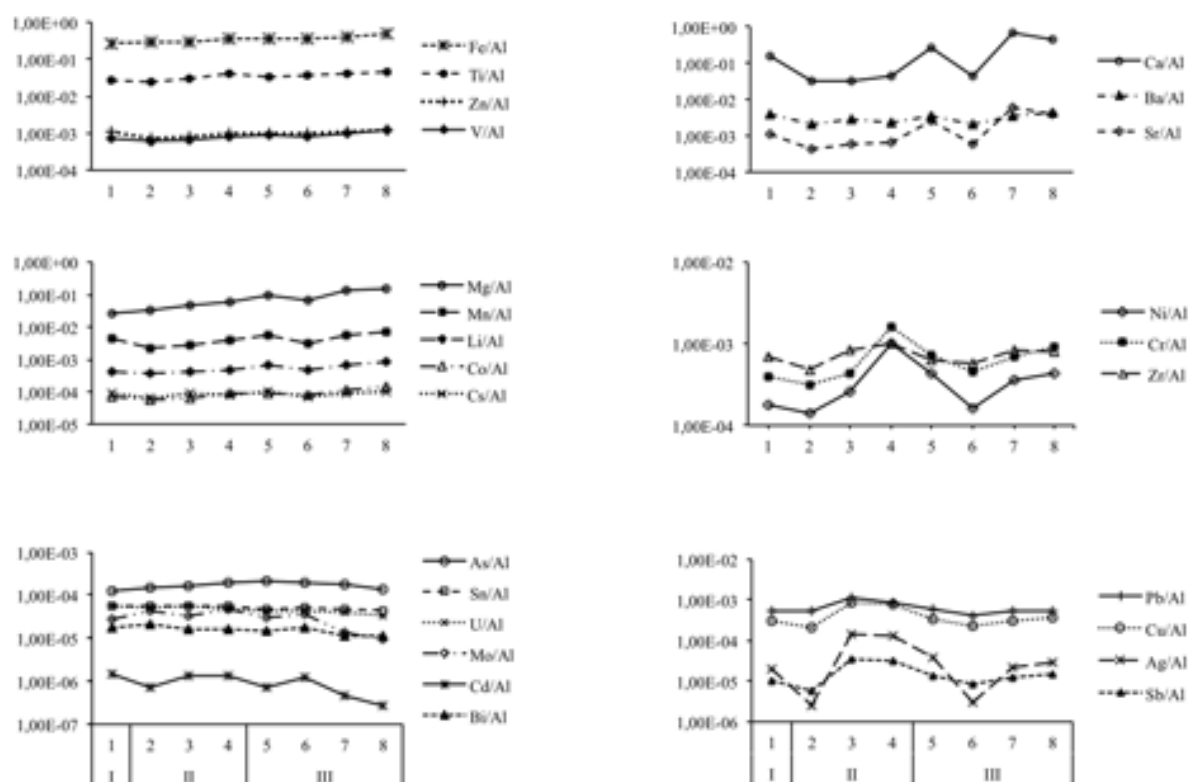 1,00E+00
1,00E-01
1,00E-02
1,00E-03
1,00E-04
1 2 3 4 5 6 7 8
Fe/Al
Ti/Al
Zn/Al
V/Al
1,00E+00
1,00E-01
1,00E-02
1,00E-03
1,00E-04
1 2 3 4 5 6 7 8
Ca/Al
Ba/Al
Sr/Al
1,00E+00
1,00E-01
1,00E-02
1,00E-03
1,00E-04
1,00E-05
1 2 3 4 5 6 7 8
Mg/Al
Mn/Al
Li/Al
Co/Al
Cs/Al
1,00E-02
1,00E-03
1,00E-04
1 2 3 4 5 6 7 8
Ni/Al
Cr/Al
Zr/Al
1,00E-03
1,00E-04
1,00E-05
1,00E-06
1,00E-07
1 2 3 4 5 6 7 8
I II III
As/Al
Sn/Al
U/Al
Mo/Al
Cd/Al
Bi/Al
1,00E-02
1,00E-03
1,00E-04
1,00E-05
1,00E-06
1 2 3 4 5 6 7 8
I II III
Pb/Al
Cu/Al
Ag/Al
Sb/Al